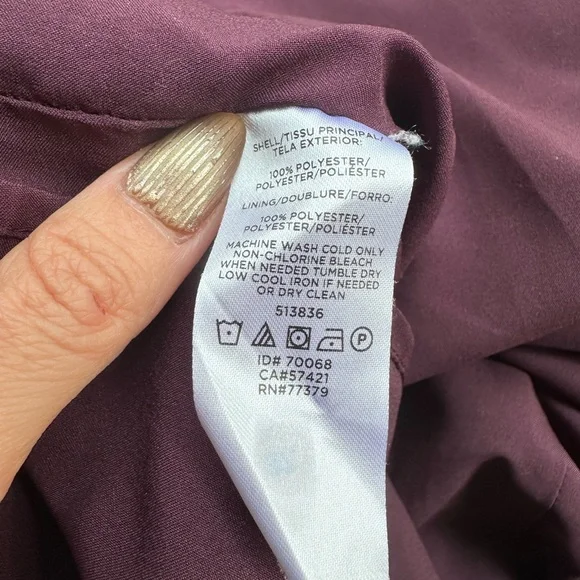 SHELL/TISSU PRINCIPAL/
TELA EXTERIOR:
100% POLYESTER/
POLYESTER/POLIÉSTER
LINING/DOUBLURE/FORRO:
100% POLYESTER/
POLYESTER/POLIÉSTER
MACHINE WASH COLD ONLY
NON-CHLORINE BLEACH
WHEN NEEDED TUMBLE DRY
LOW COOL IRON IF NEEDED
OR DRY CLEAN
513836
P
ID# 70068
CA#57421
RN#77379